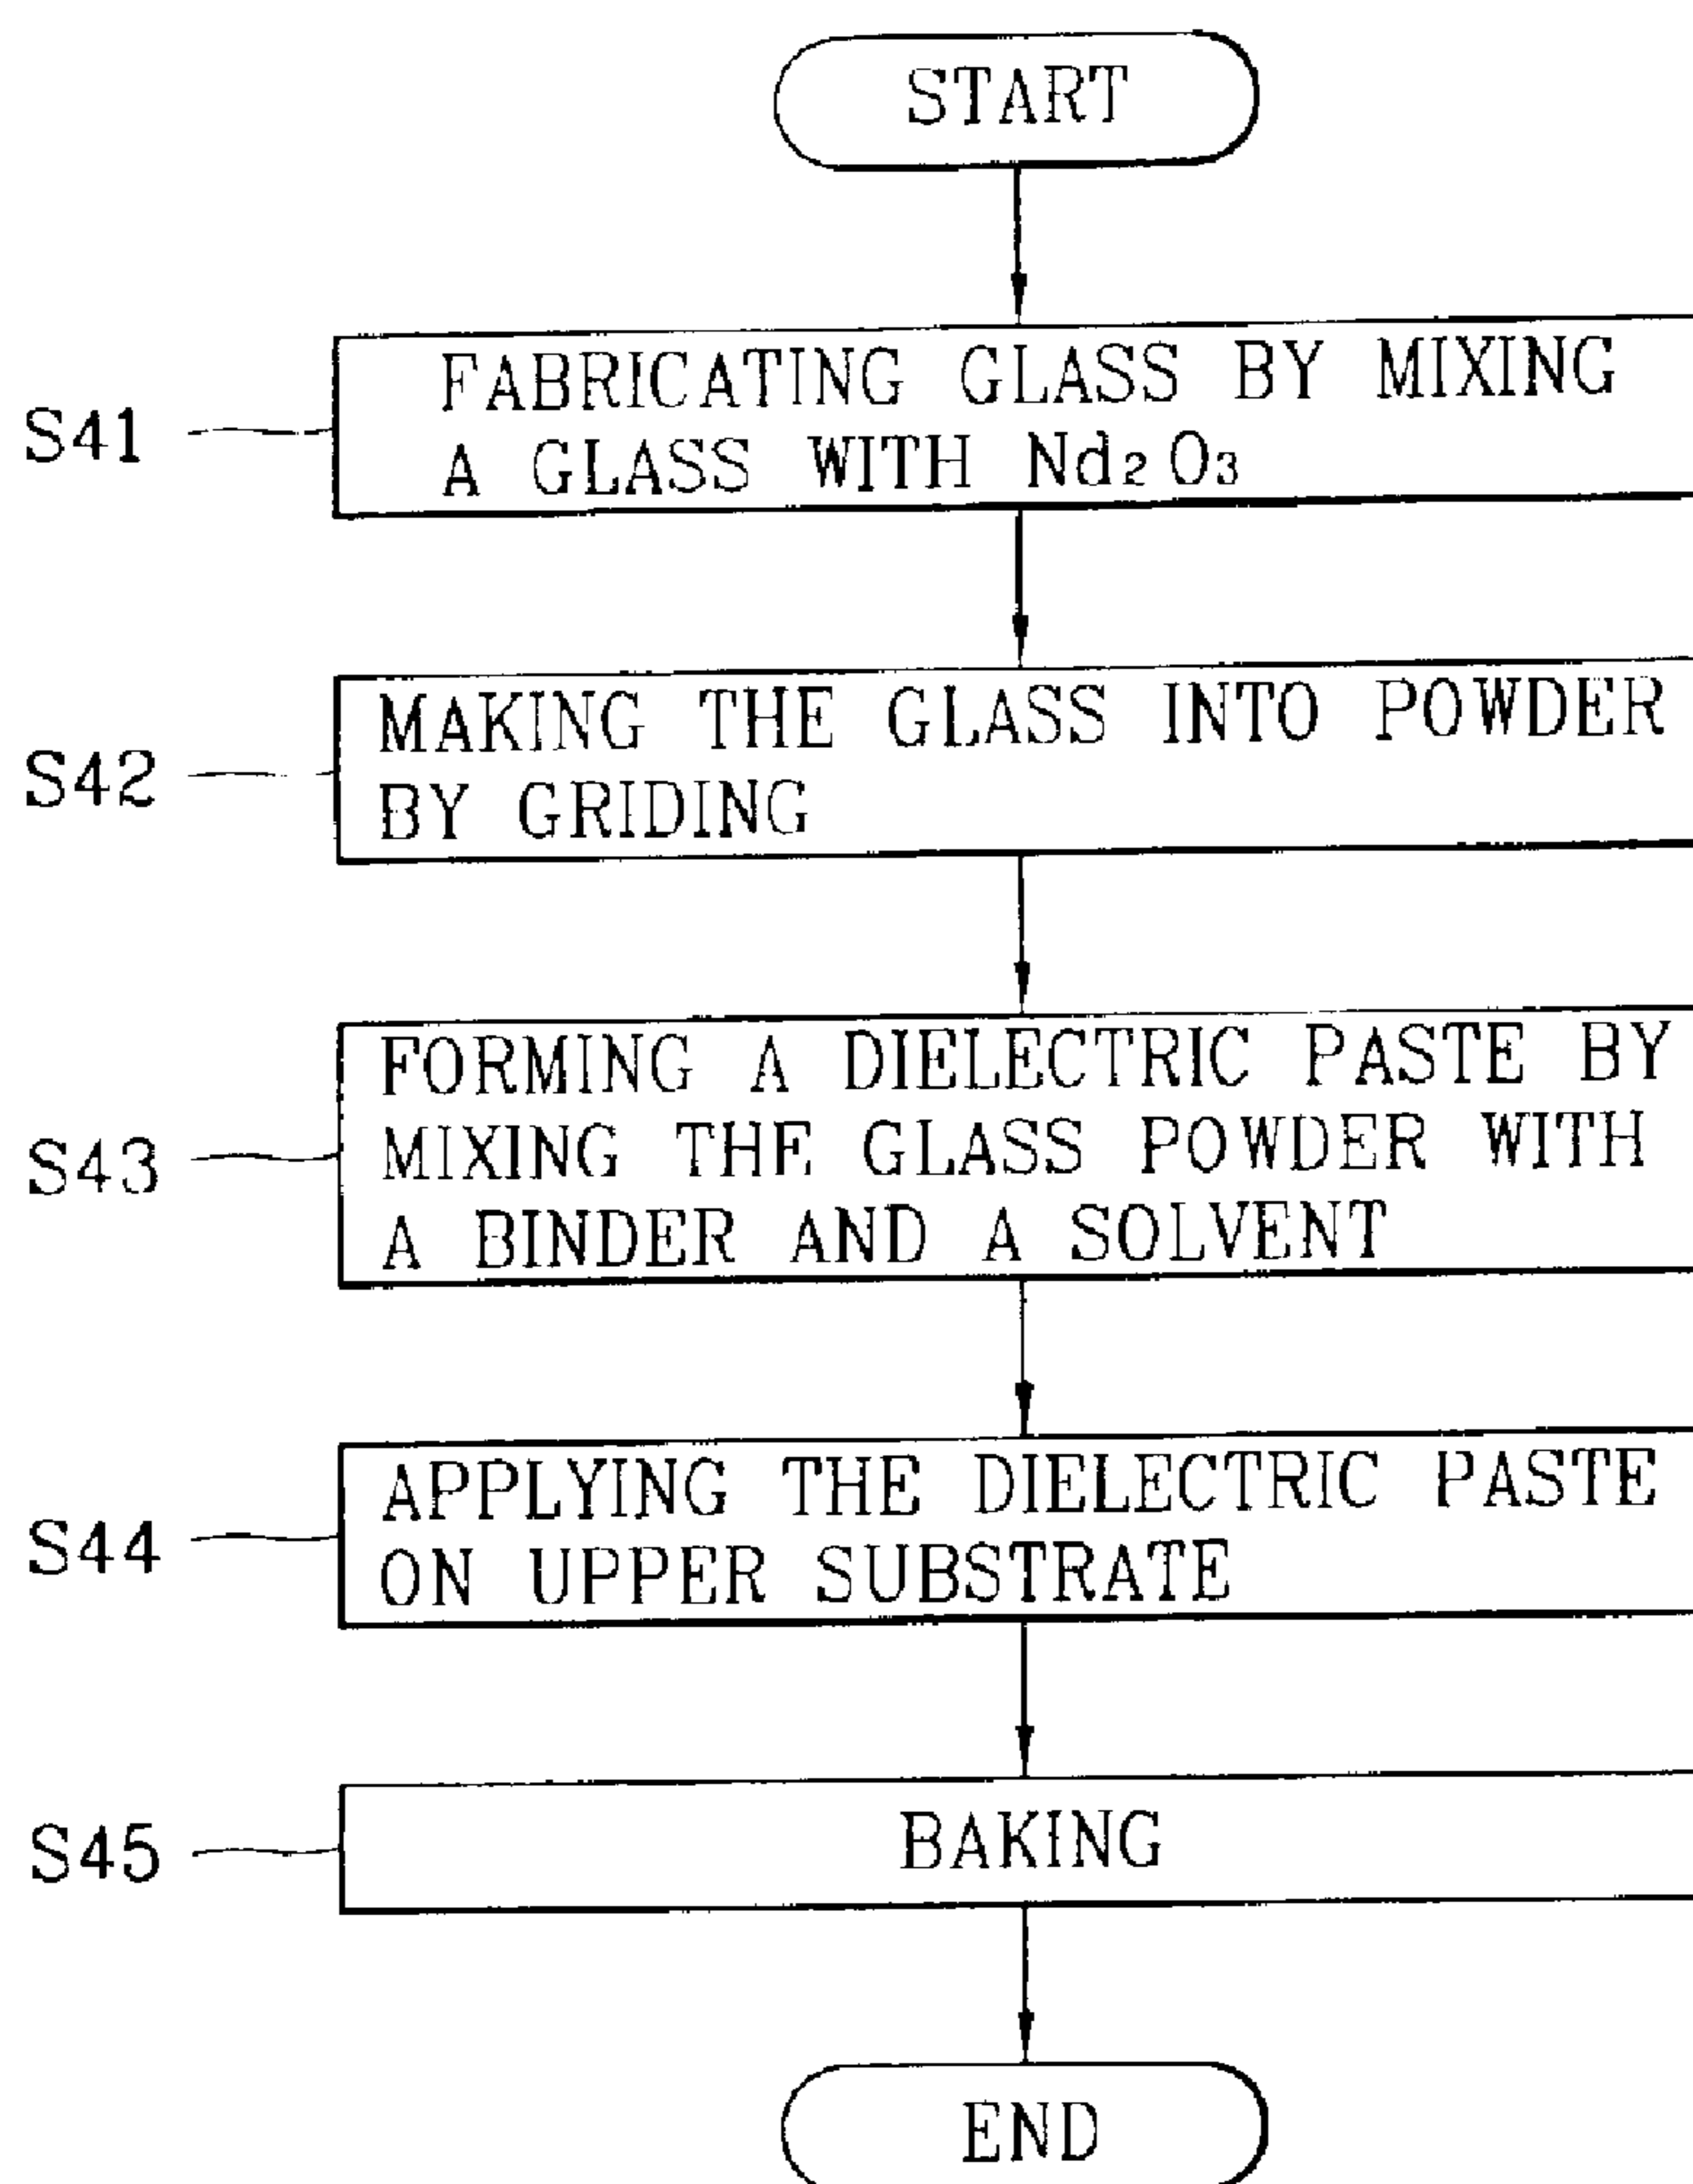 START
S41
FABRICATING GLASS BY MIXING
A GLASS WITH Nd₂O₃
S42
MAKING THE GLASS INTO POWDER
BY GRIDING
S43
FORMING A DIELECTRIC PASTE BY
MIXING THE GLASS POWDER WITH
A BINDER AND A SOLVENT
S44
APPLYING THE DIELECTRIC PASTE
ON UPPER SUBSTRATE
S45
BAKING
END